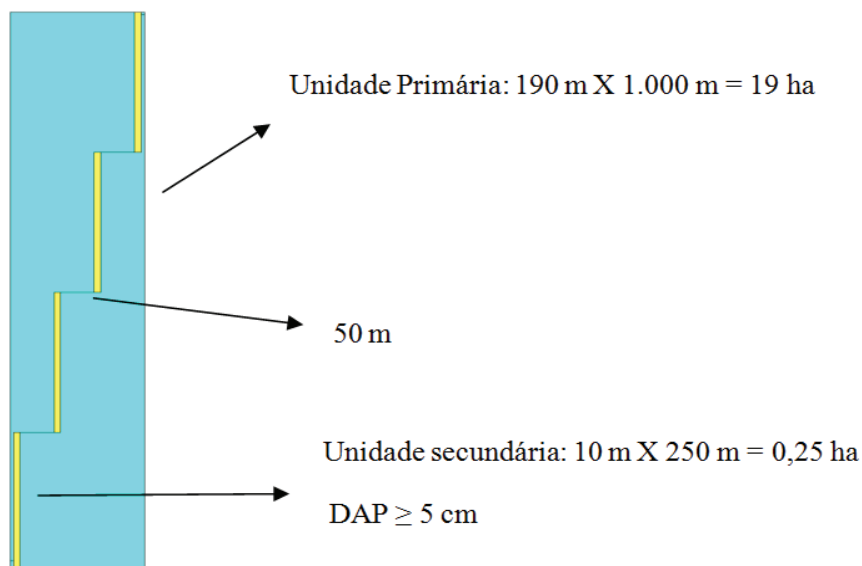 Unidade Primária: 190 m X 1.000 m = 19 ha
50 m
Unidade secundária: 10 m X 250 m = 0,25 ha
DAP ≥ 5 cm